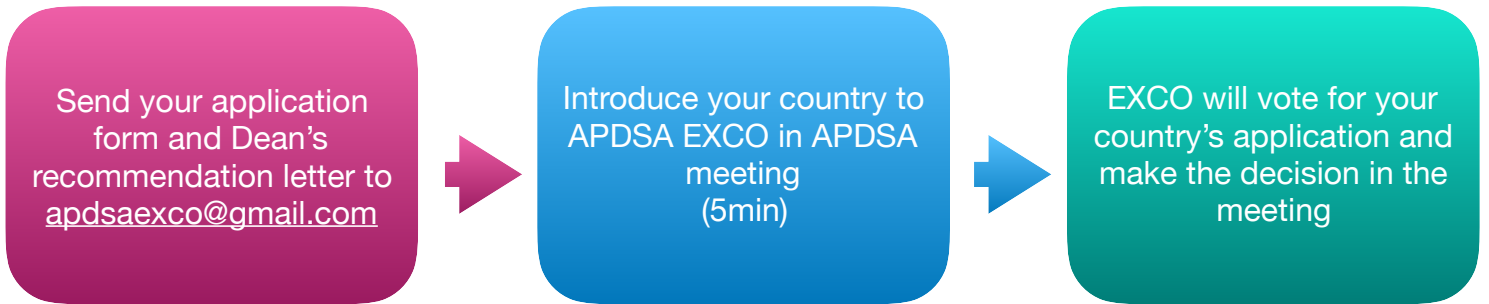 Send your application
form and Dean’s
recommendation letter to
apdsaexco@gmail.com
Introduce your country to
APDSA EXCO in APDSA
meeting
(5min)
EXCO will vote for your
country’s application and
make the decision in the
meeting